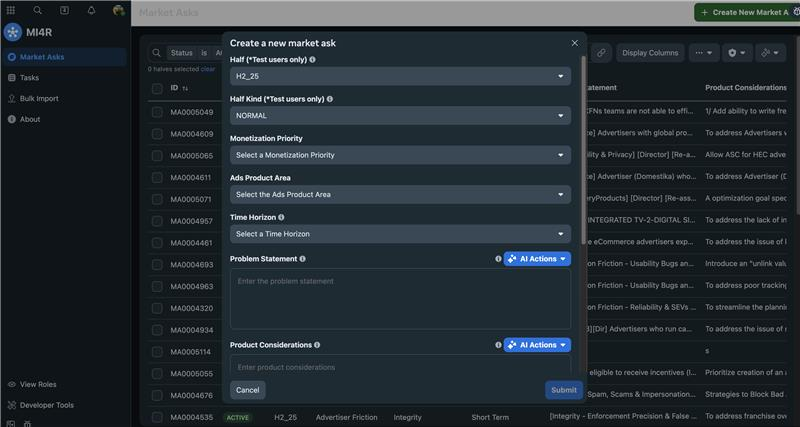 Market Asks
+ Create New Market A
MI4R
Market Asks
Tasks
Bulk Import
About
View Roles
Developer Tools
Status is
0 halves selected clear
Display Columns
ID
Product Considerations
MA0005049
MA0004609
MA0005065
MA0004611
MA0005071
MA0004957
MA0004461
MA0004693
MA0004963
MA0004320
MA0004934
MA0005114
MA0005055
MA0004676
MA0004535 ACTIVE H2_25 Advertiser Friction Integrity Short Term [Integrity - Enforcement Precision & False ... To address the pain points of adve
Create a new market ask
Half (*Test users only)
H2_25
Half Kind (*Test users only)
NORMAL
Monetization Priority
Select a Monetization Priority
Ads Product Area
Select the Ads Product Area
Time Horizon
Select a Time Horizon
Problem Statement
AI Actions
Enter the problem statement
Product Considerations
AI Actions
Enter product considerations
Cancel
Submit
tatement
FNs teams are not able to effi...
1/ Add ability to write fre
] Advertisers with global pro...
To address Advertisers v
ility & Privacy] [Director] [Re-a...
Allow ASC for HEC adver
] Advertiser (Domestika) who...
To address Advertiser (D
eryProducts] [Director] [Re-ass...
A optimization goal spec
INTEGRATED TV-2-DIGITAL SI...
To address the lack of in
e eCommerce advertisers exp...
To address the issue of l
on Friction - Usability Bugs an...
Introduce an "unlink valu
on Friction - Usability Bugs an...
To address poor tracking
on Friction - Reliability & SEVs ...
To streamline the plannin
][Dir] Advertisers who run ca...
To address the issue of r
s
eligible to receive incentives (I...
Prioritize creation of an a
Spam, Scams & Impersonation...
Strategies to Block Bad